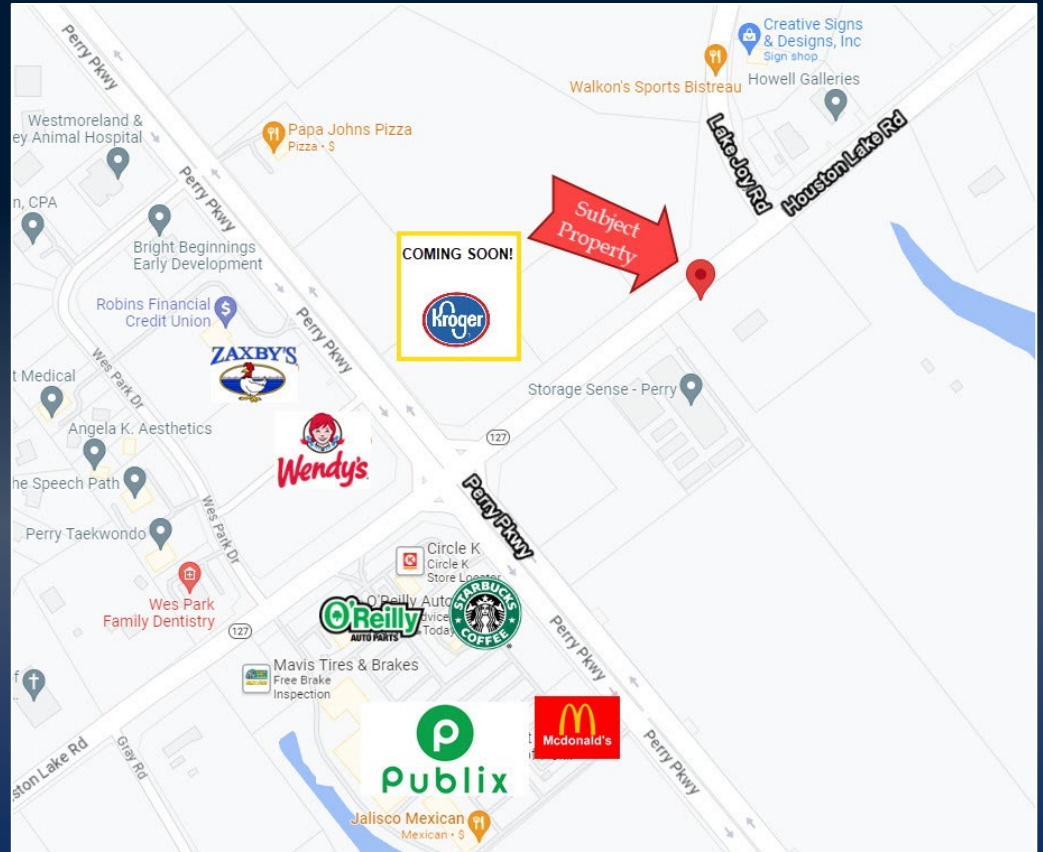 Perry Pkwy
Creative Signs
& Designs, Inc
Sign shop
Walkon's Sports Bistreau
Howell Galleries
Westmoreland &
ey Animal Hospital
Papa Johns Pizza
Pizza • $
Lake Joy Rd
Houston Lake Rd
Perry Pkwy
n, CPA
Subject
Property
Bright Beginnings
Early Development
COMING SOON!
Kroger
Robins Financial
Credit Union
Perry Pkwy
ZAXBY'S
Wes Park Dr
t Medical
Storage Sense - Perry
Angela K. Aesthetics
Wendy's
127
he Speech Path
Wes Park Dr
Perry Pkwy
Perry Taekwondo
Circle K
Circle K
Store Locator
Wes Park
Family Dentistry
O'Reilly Auto
vice
Today
O'Reilly
AUTO PARTS
STARBUCKS
COFFEE
127
Perry Pkwy
Mavis Tires & Brakes
Free Brake
Inspection
f
McDonald's
Publix
ston Lake Rd
Gray Rd
Perry Pkwy
Jalisco Mexican
Mexican • $